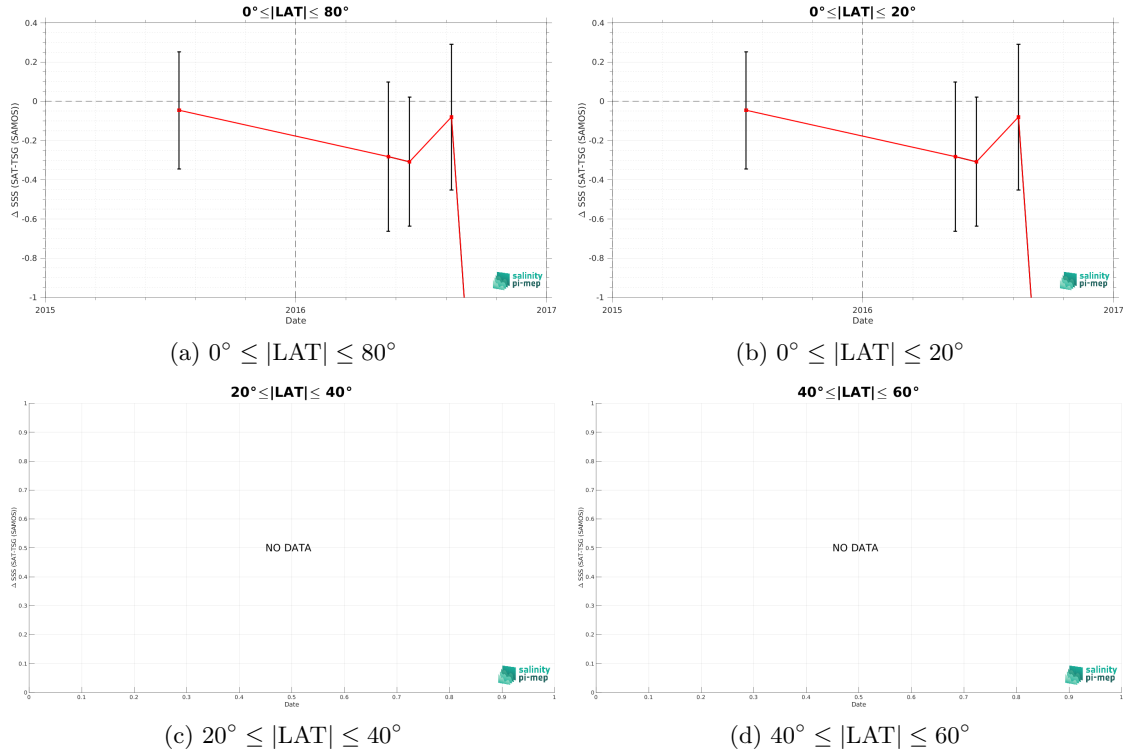 0°≤|LAT|≤ 80°
0.4
0.2
0
-0.2
-0.4
-0.6
-0.8
-1
Δ SSS (SAT-TSG (SAMOS))
2015
2016
2017
Date
salinity
pi-mep
(a) 0° ≤ |LAT| ≤ 80°
0°≤|LAT|≤ 20°
0.4
0.2
0
-0.2
-0.4
-0.6
-0.8
-1
Δ SSS (SAT-TSG (SAMOS))
2015
2016
2017
Date
salinity
pi-mep
(b) 0° ≤ |LAT| ≤ 20°
20°≤|LAT|≤ 40°
1
0.9
0.8
0.7
0.6
0.5
0.4
0.3
0.2
0.1
0
Δ SSS (SAT-TSG (SAMOS))
NO DATA
0 0.1 0.2 0.3 0.4 0.5 0.6 0.7 0.8 0.9 1
Date
salinity
pi-mep
(c) 20° ≤ |LAT| ≤ 40°
40°≤|LAT|≤ 60°
1
0.9
0.8
0.7
0.6
0.5
0.4
0.3
0.2
0.1
0
Δ SSS (SAT-TSG (SAMOS))
NO DATA
0 0.1 0.2 0.3 0.4 0.5 0.6 0.7 0.8 0.9 1
Date
salinity
pi-mep
(d) 40° ≤ |LAT| ≤ 60°